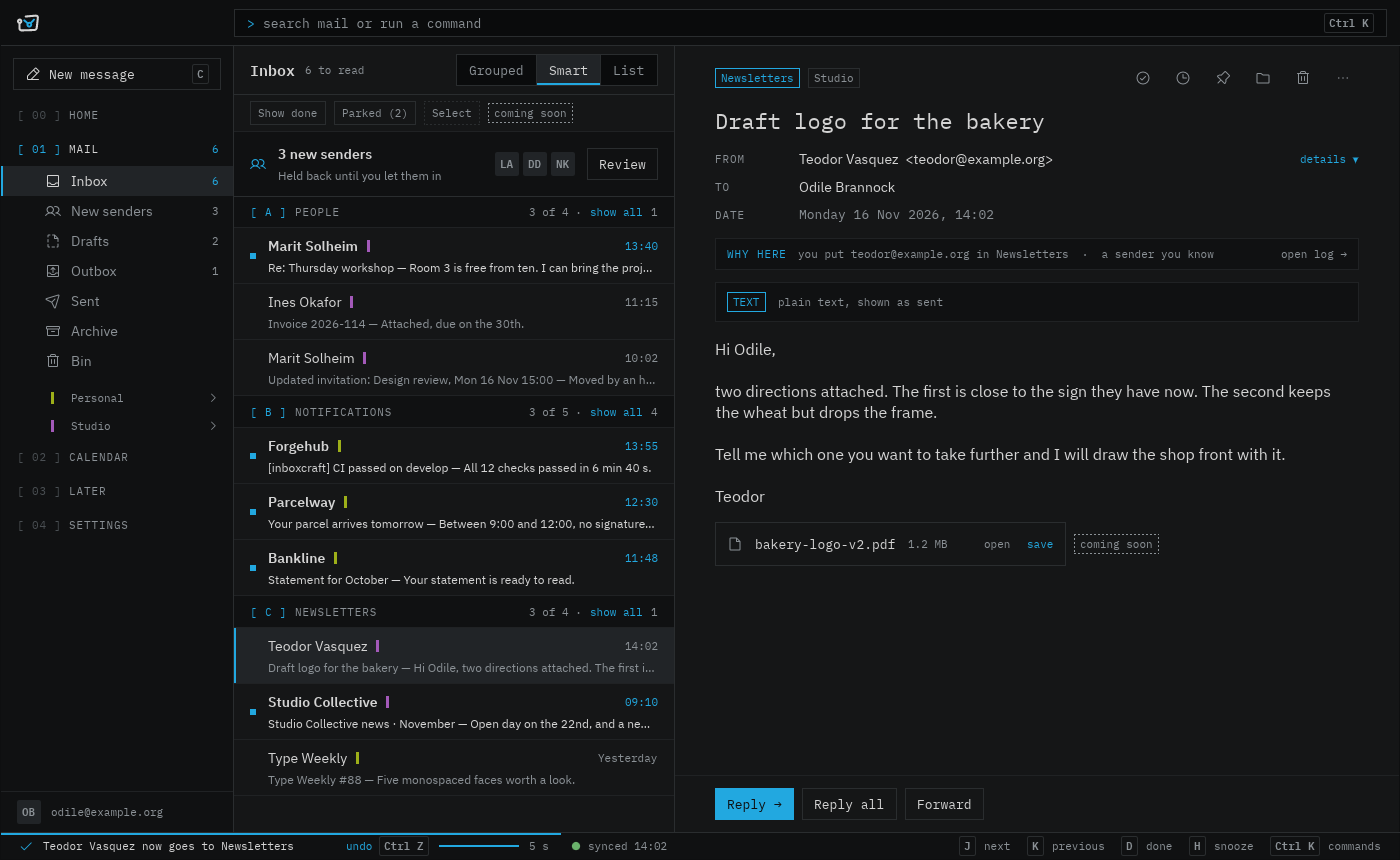 > search mail or run a command Ctrl K
New message C
[ 00 ] HOME
[ 01 ] MAIL 6
Inbox 6
New senders 3
Drafts 2
Outbox 1
Sent
Archive
Bin
Personal
Studio
[ 02 ] CALENDAR
[ 03 ] LATER
[ 04 ] SETTINGS
OB odile@example.org
Inbox 6 to read Grouped Smart List
Show done Parked (2) Select coming soon
3 new senders
Held back until you let them in
LA DD NK Review
[ A ] PEOPLE 3 of 4 · show all 1
Marit Solheim 13:40
Re: Thursday workshop — Room 3 is free from ten. I can bring the proj…
Ines Okafor 11:15
Invoice 2026-114 — Attached, due on the 30th.
Marit Solheim 10:02
Updated invitation: Design review, Mon 16 Nov 15:00 — Moved by an h…
[ B ] NOTIFICATIONS 3 of 5 · show all 4
Forgehub 13:55
[inboxcraft] CI passed on develop — All 12 checks passed in 6 min 40 s.
Parcelway 12:30
Your parcel arrives tomorrow — Between 9:00 and 12:00, no signature…
Bankline 11:48
Statement for October — Your statement is ready to read.
[ C ] NEWSLETTERS 3 of 4 · show all 1
Teodor Vasquez 14:02
Draft logo for the bakery — Hi Odile, two directions attached. The first i…
Studio Collective 09:10
Studio Collective news · November — Open day on the 22nd, and a ne…
Type Weekly Yesterday
Type Weekly #88 — Five monospaced faces worth a look.
Newsletters Studio
Draft logo for the bakery
FROM Teodor Vasquez <teodor@example.org> details ▾
TO Odile Brannock
DATE Monday 16 Nov 2026, 14:02
WHY HERE you put teodor@example.org in Newsletters · a sender you know open log →
TEXT plain text, shown as sent
Hi Odile,
two directions attached. The first is close to the sign they have now. The second keeps
the wheat but drops the frame.
Tell me which one you want to take further and I will draw the shop front with it.
Teodor
bakery-logo-v2.pdf 1.2 MB open save coming soon
Reply → Reply all Forward
Teodor Vasquez now goes to Newsletters undo Ctrl Z 5 s synced 14:02 J next K previous D done H snooze Ctrl K commands